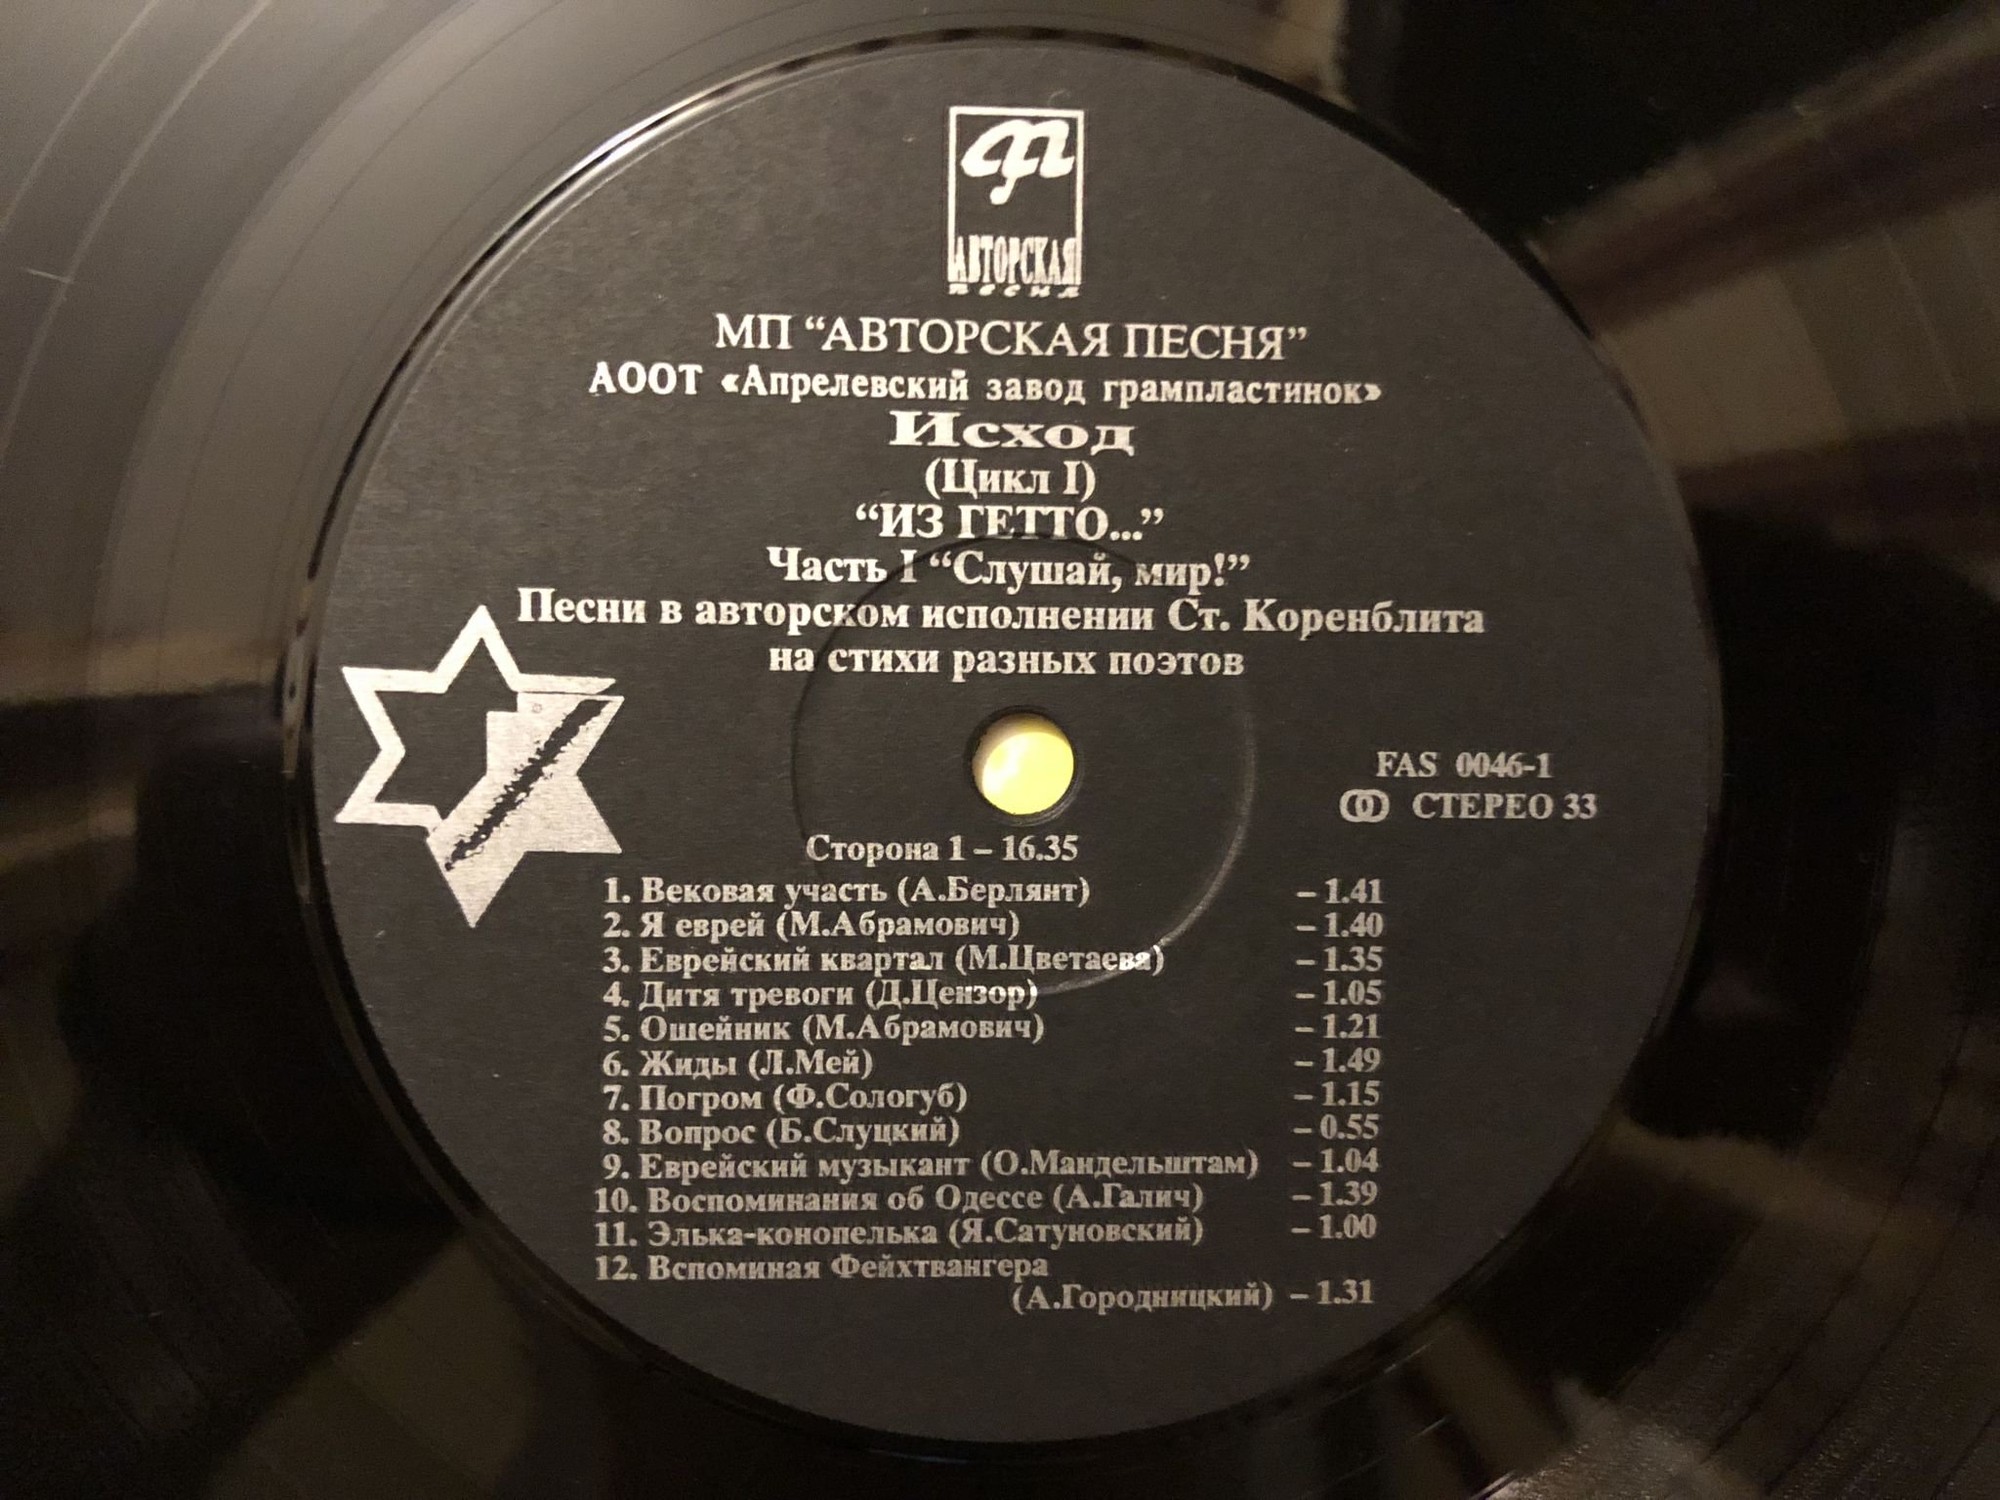 АВТОРСКАЯ
песня
МП “АВТОРСКАЯ ПЕСНЯ”
АООТ «Апрелевский завод грампластинок»
Исход
(Цикл I)
“ИЗ ГЕТТО...”
Часть I “Слушай, мир!”
Песни в авторском исполнении Ст. Коренблита
на стихи разных поэтов
FAS 0046-1
СТЕРЕО 33
Сторона 1 – 16.35
1. Вековая участь (А.Берлянт) – 1.41
2. Я еврей (М.Абрамович) – 1.40
3. Еврейский квартал (М.Цветаева) – 1.35
4. Дитя тревоги (Д.Цензор) – 1.05
5. Ошейник (М.Абрамович) – 1.21
6. Жиды (Л.Мей) – 1.49
7. Погром (Ф.Сологуб) – 1.15
8. Вопрос (Б.Слуцкий) – 0.55
9. Еврейский музыкант (О.Мандельштам) – 1.04
10. Воспоминания об Одессе (А.Галич) – 1.39
11. Элька-конопелька (Я.Сатуновский) – 1.00
12. Вспоминая Фейхтвангера
(А.Городницкий) – 1.31